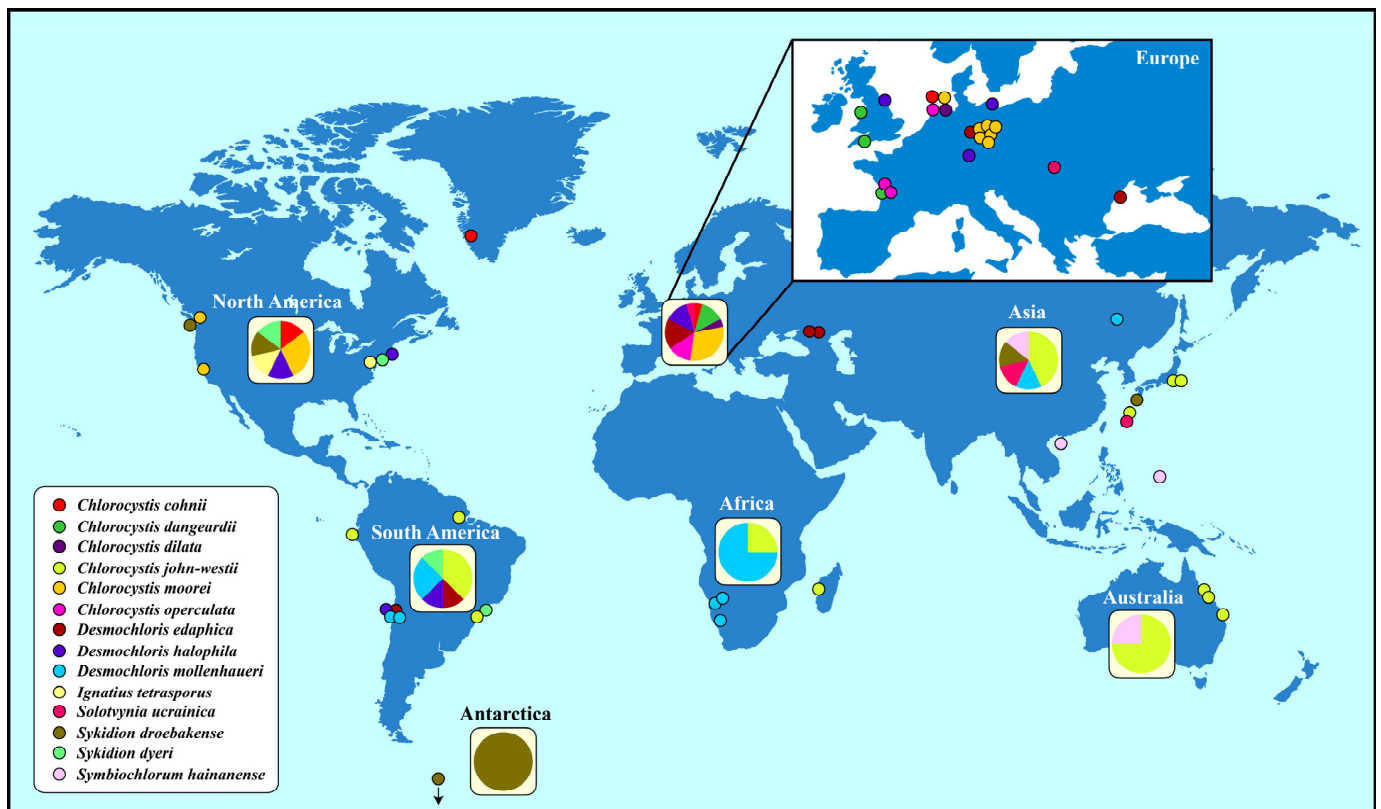 Europe
North America
Asia
South America
Africa
Australia
Antarctica
Chlorocystis cohnii
Chlorocystis dangeardii
Chlorocystis dilata
Chlorocystis john-westii
Chlorocystis moorei
Chlorocystis operculata
Desmochloris edaphica
Desmochloris halophila
Desmochloris mollenhaueri
Ignatius tetrasporus
Solotvynia ucrainica
Sykidion droebakense
Sykidion dyeri
Symbiochlorum hainanense